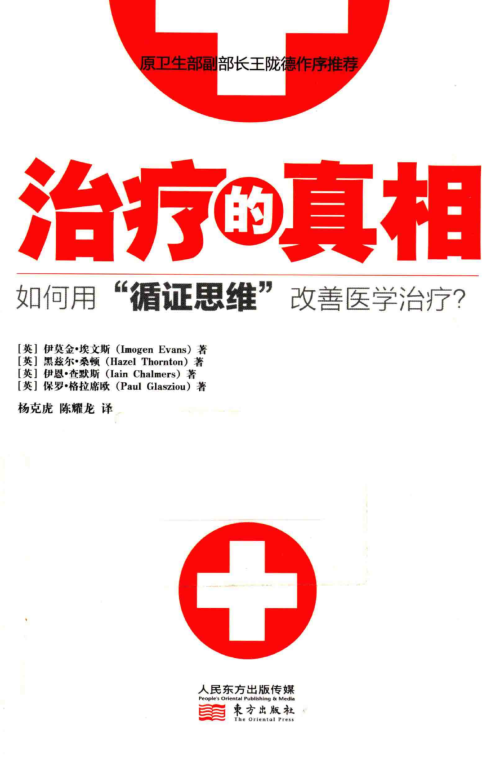 原卫生部副部长王陇德作序推荐
治疗的真相
如何用“循证思维”改善医学治疗？
[英] 伊莫金·埃文斯 (Imogen Evans) 著
[英] 黑兹尔·桑顿 (Hazel Thornton) 著
[英] 伊恩·查默斯 (Iain Chalmers) 著
[英] 保罗·格拉席欧 (Paul Glasziou) 著
杨克虎 陈耀龙 译
人民东方出版传媒
People's Oriental Publishing & Media
东方出版社
The Oriental Press